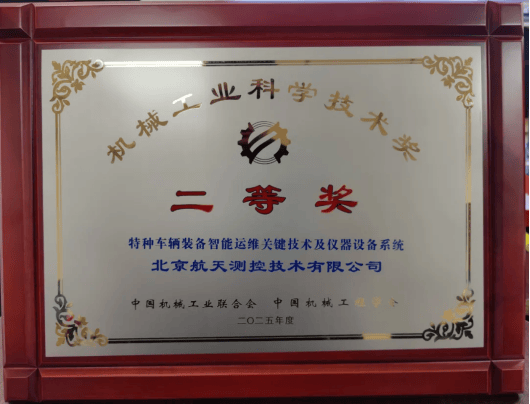 机械工业科学技术奖
二等奖
特种车辆装备智能运维关键技术及仪器设备系统
北京航天测控技术有限公司
中国机械工业联合会 中国机械工程学会
二〇二五年度